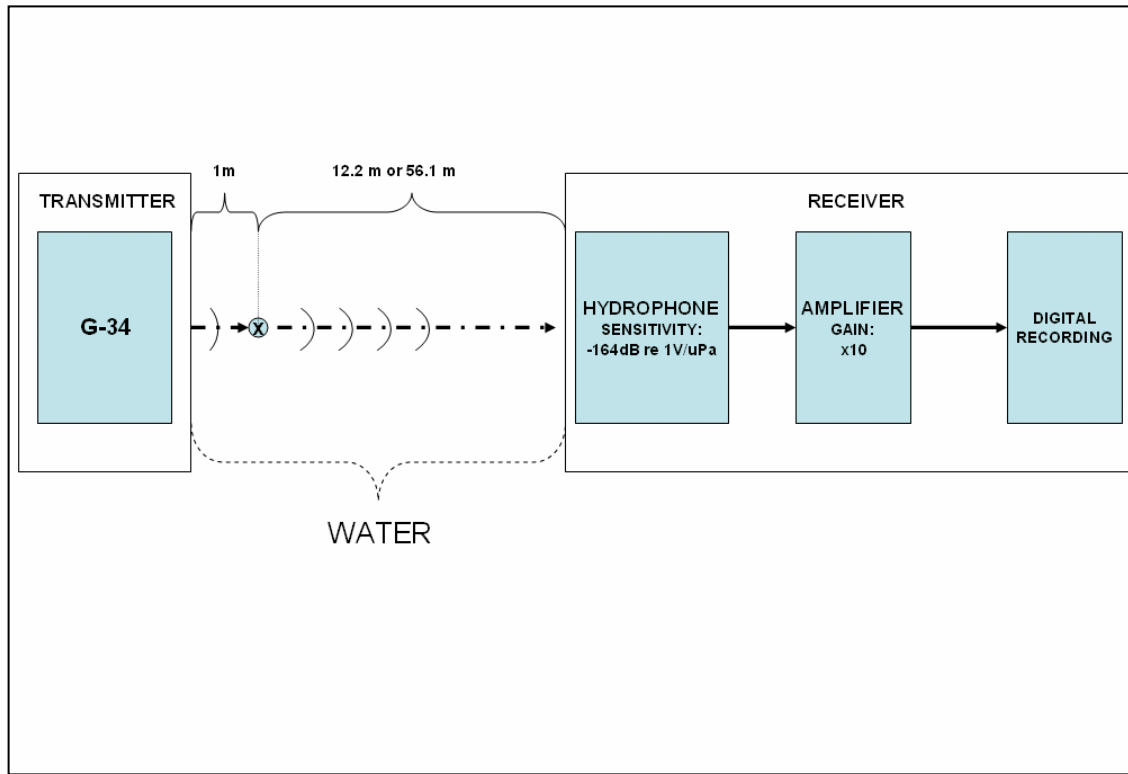 1m
12.2 m or 56.1 m
TRANSMITTER
RECEIVER
G-34
X
HYDROPHONE
SENSITIVITY:
-164dB re 1V/uPa
AMPLIFIER
GAIN:
x10
DIGITAL
RECORDING
WATER